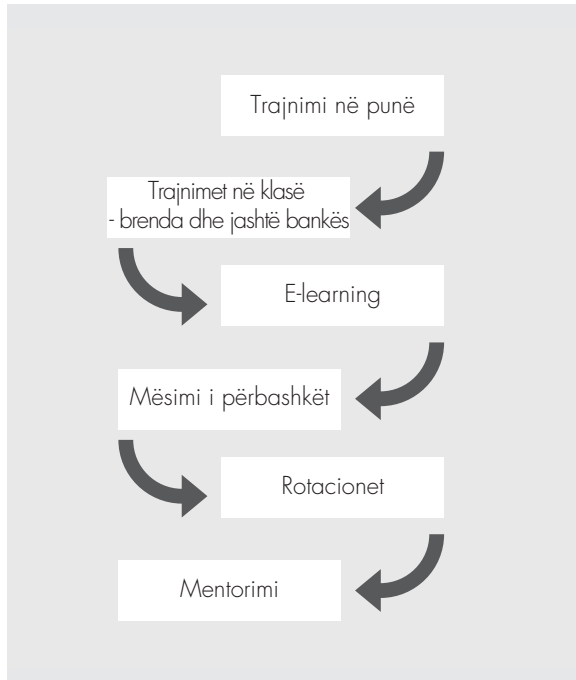 Trajnimi në punë
Trajnimet në klasë
- brenda dhe jashtë bankës
E-learning
Mësimi i përbashkët
Rotacionet
Mentorimi